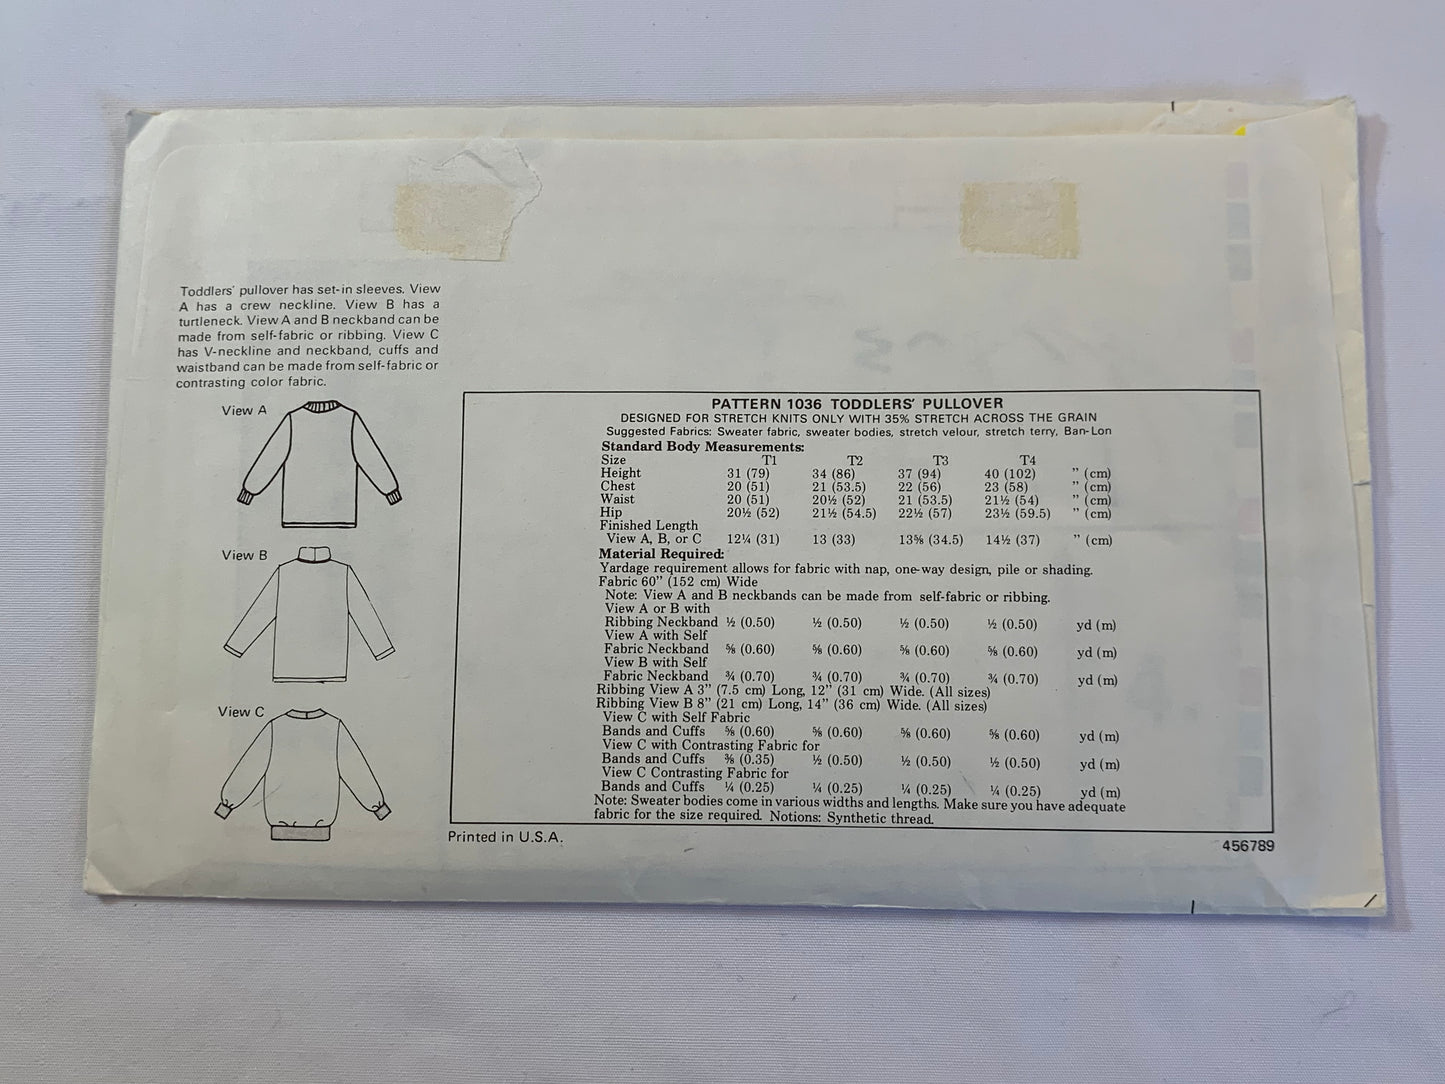 Toddlers' pullover has set-in sleeves. View
A has a crew neckline. View B has a
turtleneck. View A and B neckband can be
made from self-fabric or ribbing. View C
has V-neckline and neckband, cuffs and
waistband can be made from self-fabric or
contrasting color fabric.
View A
View B
View C
PATTERN 1036 TODDLERS' PULLOVER
DESIGNED FOR STRETCH KNITS ONLY WITH 35% STRETCH ACROSS THE GRAIN
Suggested Fabrics: Sweater fabric, sweater bodies, stretch velour, stretch terry, Ban-Lon
Standard Body Measurements:
Size T1 T2 T3 T4
Height 31 (79) 34 (86) 37 (94) 40 (102) " (cm)
Chest 20 (51) 21 (53.5) 22 (56) 23 (58) " (cm)
Waist 20 (51) 20½ (52) 21 (53.5) 21½ (54) " (cm)
Hip 20½ (52) 21½ (54.5) 22½ (57) 23½ (59.5) " (cm)
Finished Length
View A, B, or C 12¼ (31) 13 (33) 13⅝ (34.5) 14½ (37) " (cm)
Material Required:
Yardage requirement allows for fabric with nap, one-way design, pile or shading.
Fabric 60" (152 cm) Wide
Note: View A and B neckbands can be made from self-fabric or ribbing.
View A or B with
Ribbing Neckband ½ (0.50) ½ (0.50) ½ (0.50) ½ (0.50) yd (m)
View A with Self
Fabric Neckband ⅝ (0.60) ⅝ (0.60) ⅝ (0.60) ⅝ (0.60) yd (m)
View B with Self
Fabric Neckband ¾ (0.70) ¾ (0.70) ¾ (0.70) ¾ (0.70) yd (m)
Ribbing View A 3" (7.5 cm) Long, 12" (31 cm) Wide. (All sizes)
Ribbing View B 8" (21 cm) Long, 14" (36 cm) Wide. (All sizes)
View C with Self Fabric
Bands and Cuffs ⅝ (0.60) ⅝ (0.60) ⅝ (0.60) ⅝ (0.60) yd (m)
View C with Contrasting Fabric for
Bands and Cuffs ⅜ (0.35) ½ (0.50) ½ (0.50) ½ (0.50) yd (m)
View C Contrasting Fabric for
Bands and Cuffs ¼ (0.25) ¼ (0.25) ¼ (0.25) ¼ (0.25) yd (m)
Note: Sweater bodies come in various widths and lengths. Make sure you have adequate
fabric for the size required. Notions: Synthetic thread.
Printed in U.S.A.
456789